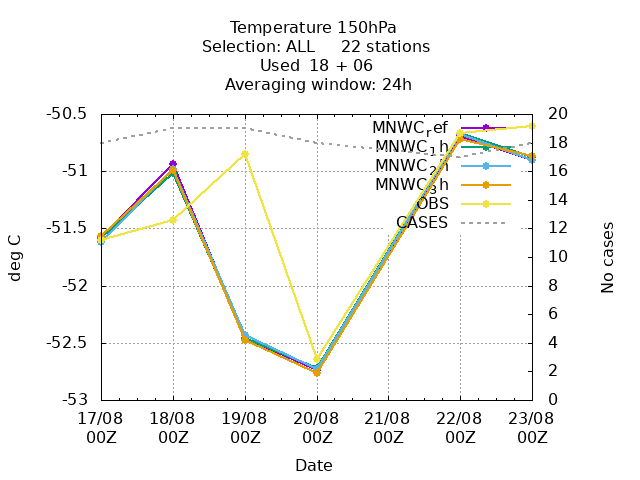 Temperature 150hPa
Selection: ALL     22 stations
Used  18 + 06
Averaging window: 24h
-50.5
-51
-51.5
-52
-52.5
-53
deg C
20
18
16
14
12
10
8
6
4
2
0
No cases
MNWC_ref
MNWC_1h
MNWC_2h
MNWC_3h
OBS
CASES
17/08 18/08 19/08 20/08 21/08 22/08 23/08
00Z 00Z 00Z 00Z 00Z 00Z 00Z
Date